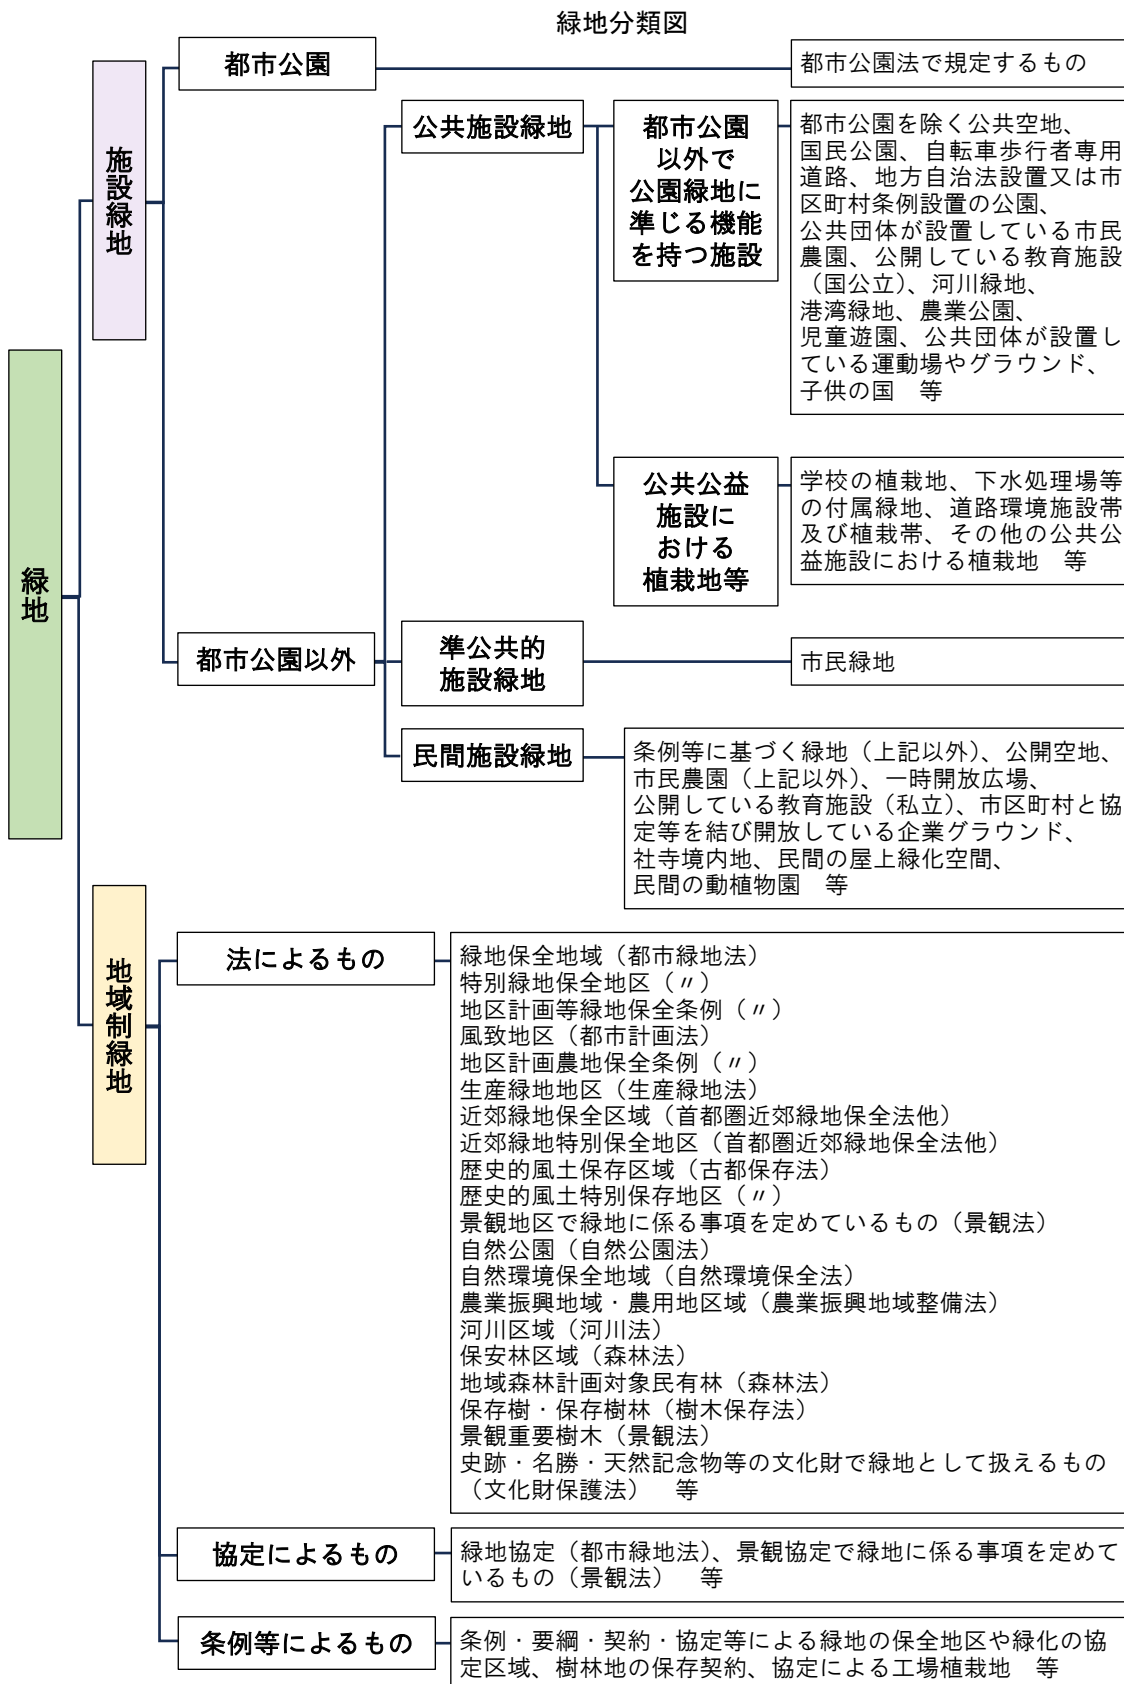 緑地分類図
緑地
施設緑地
都市公園
都市公園法で規定するもの
都市公園以外
公共施設緑地
都市公園
以外で
公園緑地に
準じる機能
を持つ施設
都市公園を除く公共空地、
国民公園、自転車歩行者専用
道路、地方自治法設置又は市
区町村条例設置の公園、
公共団体が設置している市民
農園、公開している教育施設
（国公立）、河川緑地、
港湾緑地、農業公園、
児童遊園、公共団体が設置し
ている運動場やグラウンド、
子供の国　等
公共公益
施設に
おける
植栽地等
学校の植栽地、下水処理場等
の付属緑地、道路環境施設帯
及び植栽帯、その他の公共公
益施設における植栽地　等
準公共的
施設緑地
市民緑地
民間施設緑地
条例等に基づく緑地（上記以外）、公開空地、
市民農園（上記以外）、一時開放広場、
公開している教育施設（私立）、市区町村と協
定等を結び開放している企業グラウンド、
社寺境内地、民間の屋上緑化空間、
民間の動植物園　等
地域制緑地
法によるもの
緑地保全地域（都市緑地法）
特別緑地保全地区（〃）
地区計画等緑地保全条例（〃）
風致地区（都市計画法）
地区計画農地保全条例（〃）
生産緑地地区（生産緑地法）
近郊緑地保全区域（首都圏近郊緑地保全法他）
近郊緑地特別保全地区（首都圏近郊緑地保全法他）
歴史的風土保存区域（古都保存法）
歴史的風土特別保存地区（〃）
景観地区で緑地に係る事項を定めているもの（景観法）
自然公園（自然公園法）
自然環境保全地域（自然環境保全法）
農業振興地域・農用地区域（農業振興地域整備法）
河川区域（河川法）
保安林区域（森林法）
地域森林計画対象民有林（森林法）
保存樹・保存樹林（樹木保存法）
景観重要樹木（景観法）
史跡・名勝・天然記念物等の文化財で緑地として扱えるもの
（文化財保護法）　等
協定によるもの
緑地協定（都市緑地法）、景観協定で緑地に係る事項を定めて
いるもの（景観法）　等
条例等によるもの
条例・要綱・契約・協定等による緑地の保全地区や緑化の協
定区域、樹林地の保存契約、協定による工場植栽地　等